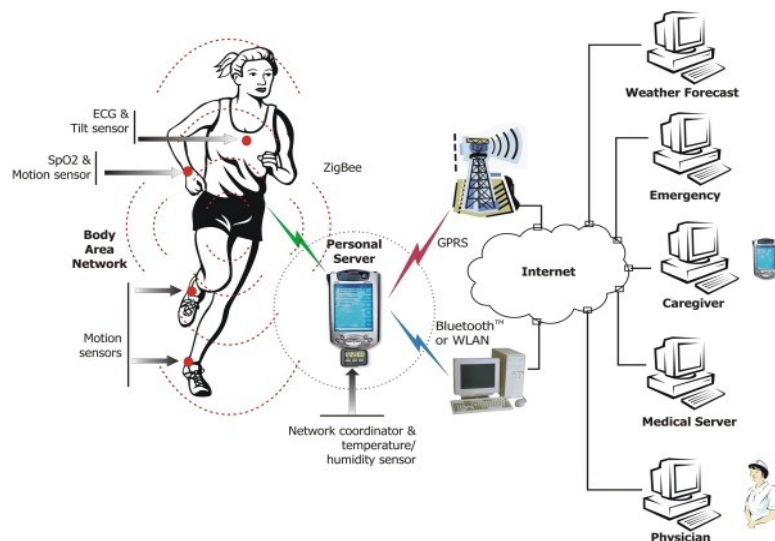 ECG &
Tilt sensor
SpO2 &
Motion sensor
Body
Area
Network
Motion
sensors
ZigBee
Personal
Server
Network coordinator &
temperature/
humidity sensor
GPRS
Bluetooth™
or WLAN
Internet
Weather Forecast
Emergency
Caregiver
Medical Server
Physician